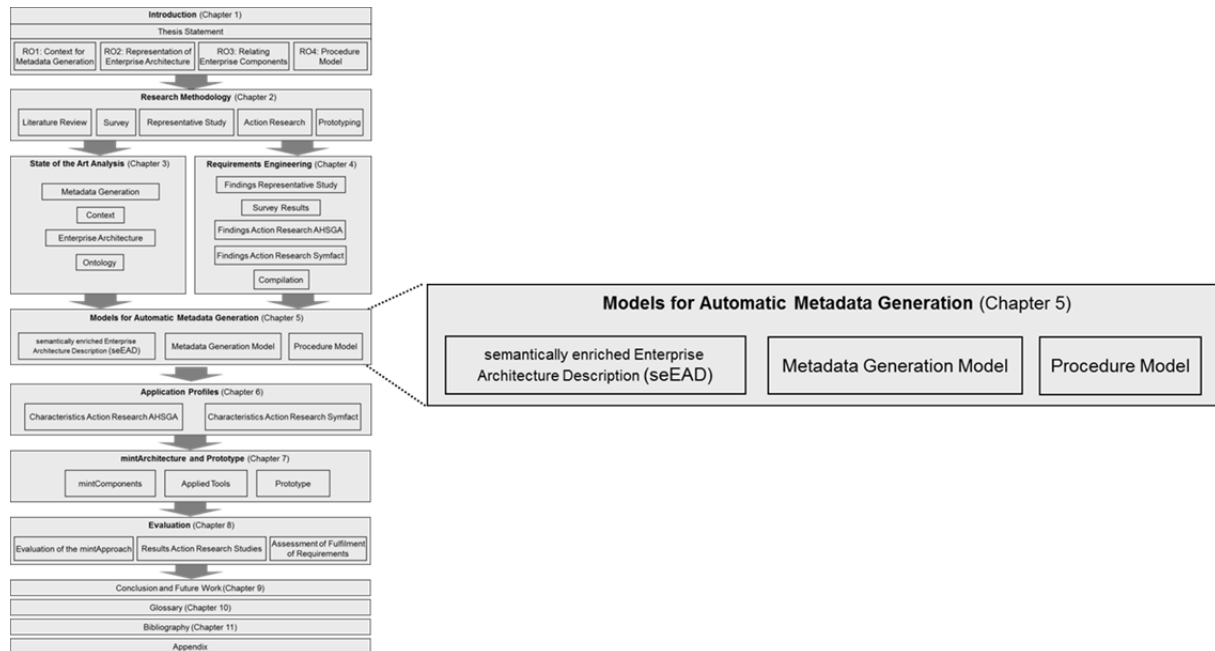 Introduction (Chapter 1)
Thesis Statement
RO1: Context for
Metadata Generation
RO2: Representation of
Enterprise Architecture
RO3: Relating
Enterprise Components
RO4: Procedure
Model
Research Methodology (Chapter 2)
Literature Review
Survey
Representative Study
Action Research
Prototyping
State of the Art Analysis (Chapter 3)
Metadata Generation
Context
Enterprise Architecture
Ontology
Requirements Engineering (Chapter 4)
Findings Representative Study
Survey Results
Findings Action Research AHSGA
Findings Action Research Symfact
Compilation
Models for Automatic Metadata Generation (Chapter 5)
semantically enriched Enterprise
Architecture Description (seEAD)
Metadata Generation Model
Procedure Model
Application Profiles (Chapter 6)
Characteristics Action Research AHSGA
Characteristics Action Research Symfact
mintArchitecture and Prototype (Chapter 7)
mintComponents
Applied Tools
Prototype
Evaluation (Chapter 8)
Evaluation of the mintApproach
Results Action Research Studies
Assessment of Fulfilment
of Requirements
Conclusion and Future Work (Chapter 9)
Glossary (Chapter 10)
Bibliography (Chapter 11)
Appendix
Models for Automatic Metadata Generation (Chapter 5)
semantically enriched Enterprise
Architecture Description (seEAD)
Metadata Generation Model
Procedure Model